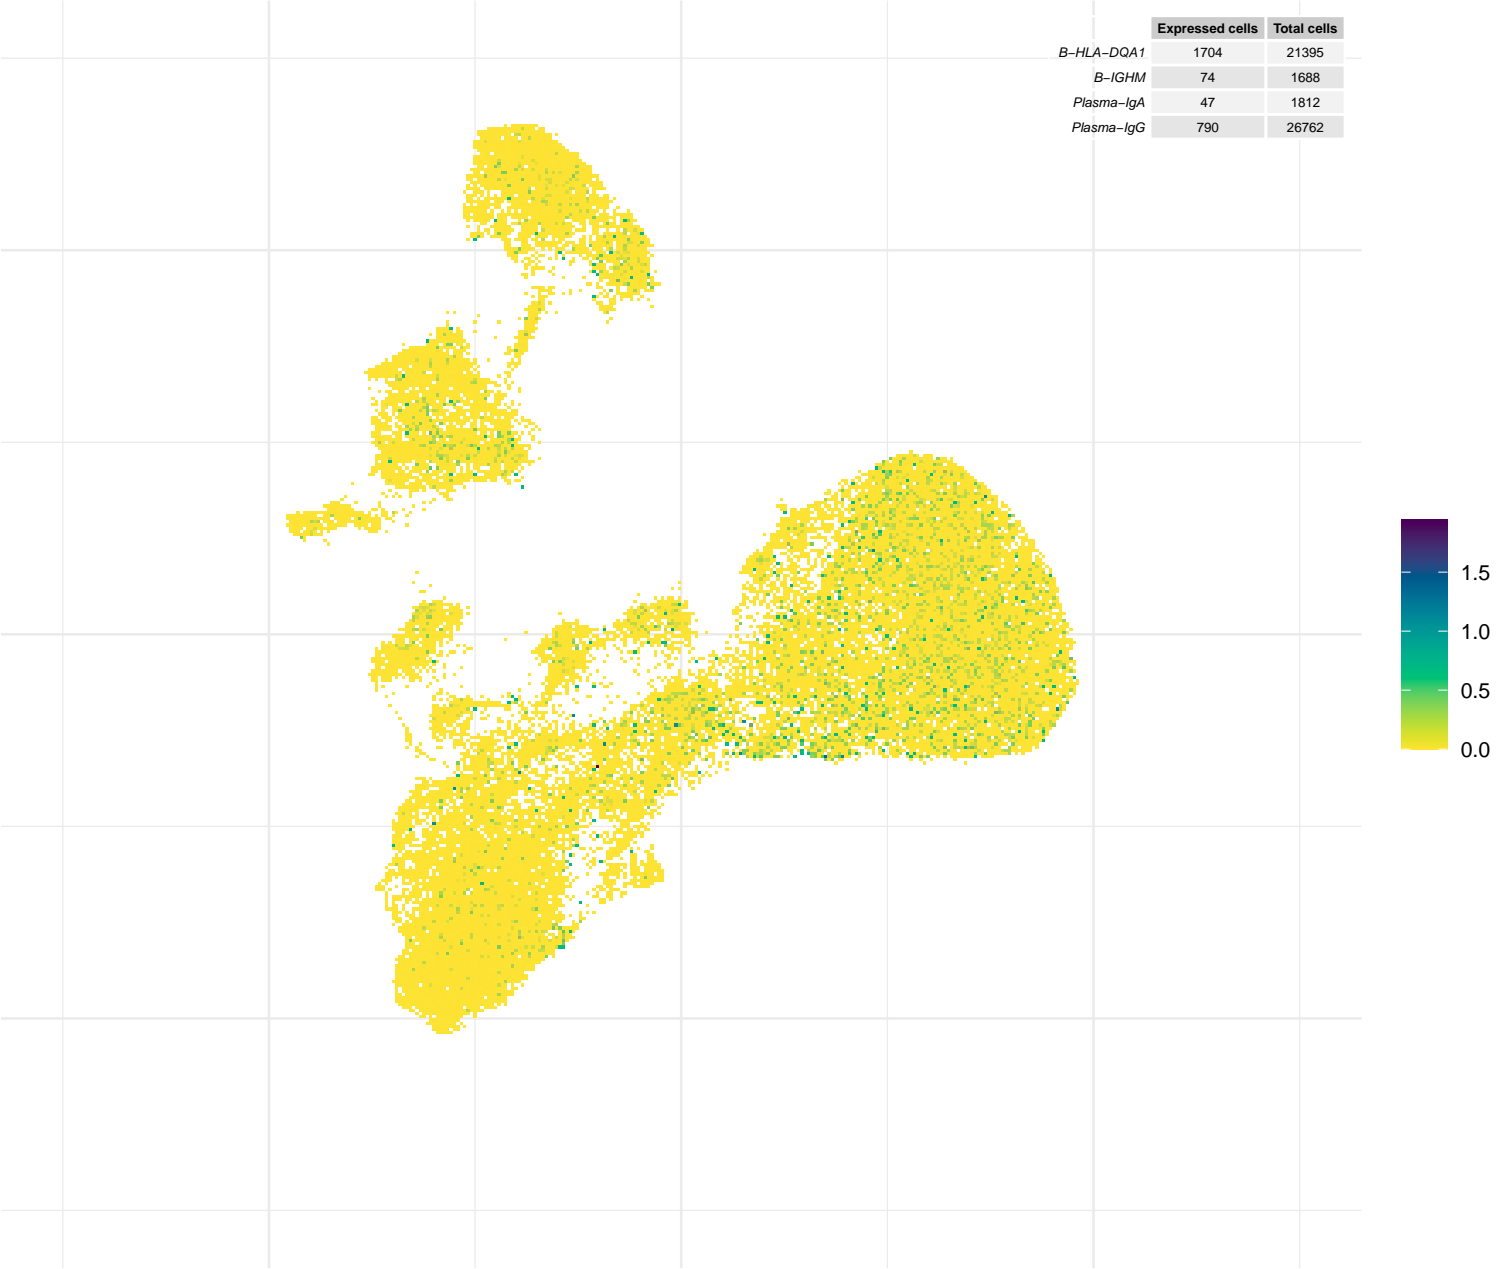 Expressed cells Total cells
B−HLA−DQA1 1704 21395
B−IGHM 74 1688
Plasma−IgA 47 1812
Plasma−IgG 790 26762
1.5
1.0
0.5
0.0